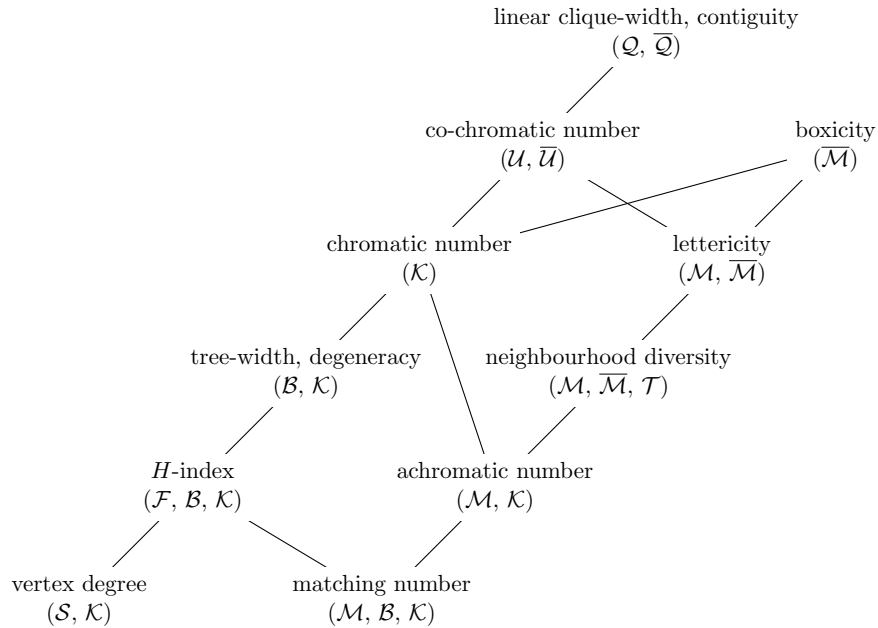 linear clique-width, contiguity
(𝒬, 𝒬̅)
co-chromatic number
(𝒰, 𝒰̅)
boxicity
(ℳ̅)
chromatic number
(𝒦)
lettericity
(ℳ, ℳ̅)
tree-width, degeneracy
(ℬ, 𝒦)
neighbourhood diversity
(ℳ, ℳ̅, 𝒯)
H-index
(ℱ, ℬ, 𝒦)
achromatic number
(ℳ, 𝒦)
vertex degree
(𝒮, 𝒦)
matching number
(ℳ, ℬ, 𝒦)